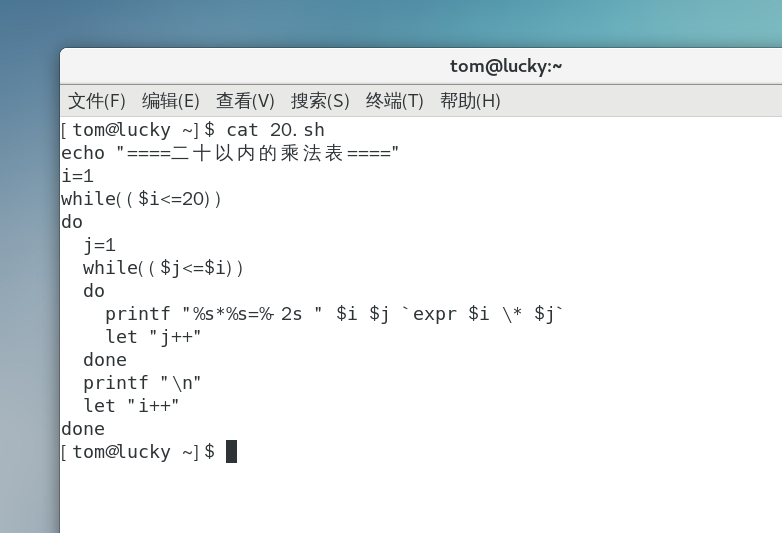 tom@lucky:~
文件(F) 编辑(E) 查看(V) 搜索(S) 终端(T) 帮助(H)
[tom@lucky ~]$ cat 20.sh
echo "====二十以内的乘法表===="
i=1
while(($i<=20))
do
  j=1
  while(($j<=$i))
  do
    printf "%s*%s=%-2s " $i $j `expr $i \* $j`
    let "j++"
  done
  printf "\n"
  let "i++"
done
[tom@lucky ~]$